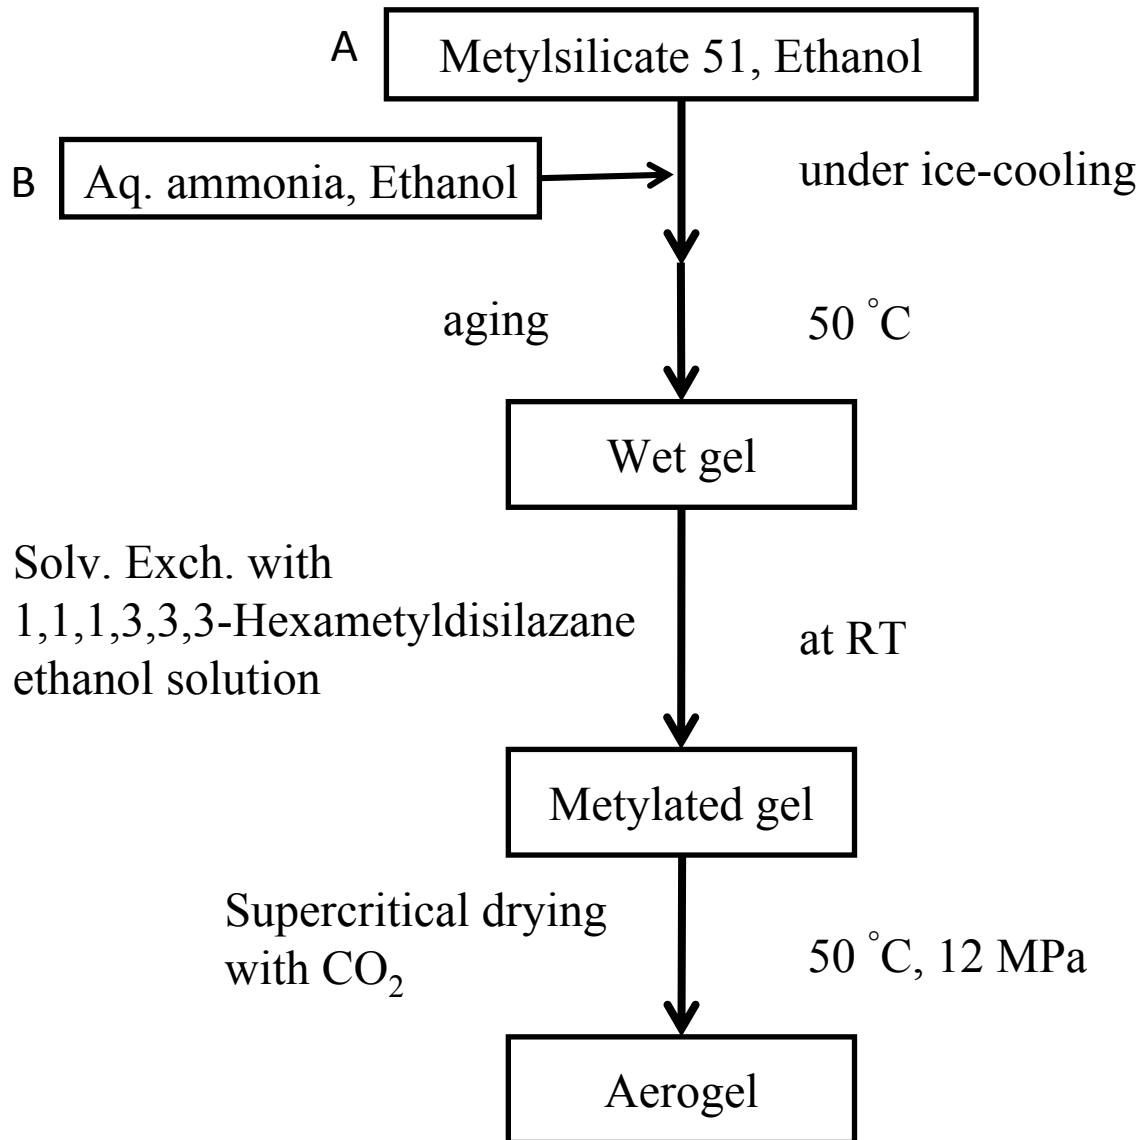 A
Metylsilicate 51, Ethanol
B
Aq. ammonia, Ethanol
under ice-cooling
aging
50 °C
Wet gel
Solv. Exch. with
1,1,1,3,3,3-Hexametyldisilazane
ethanol solution
at RT
Metylated gel
Supercritical drying
with CO₂
50 °C, 12 MPa
Aerogel